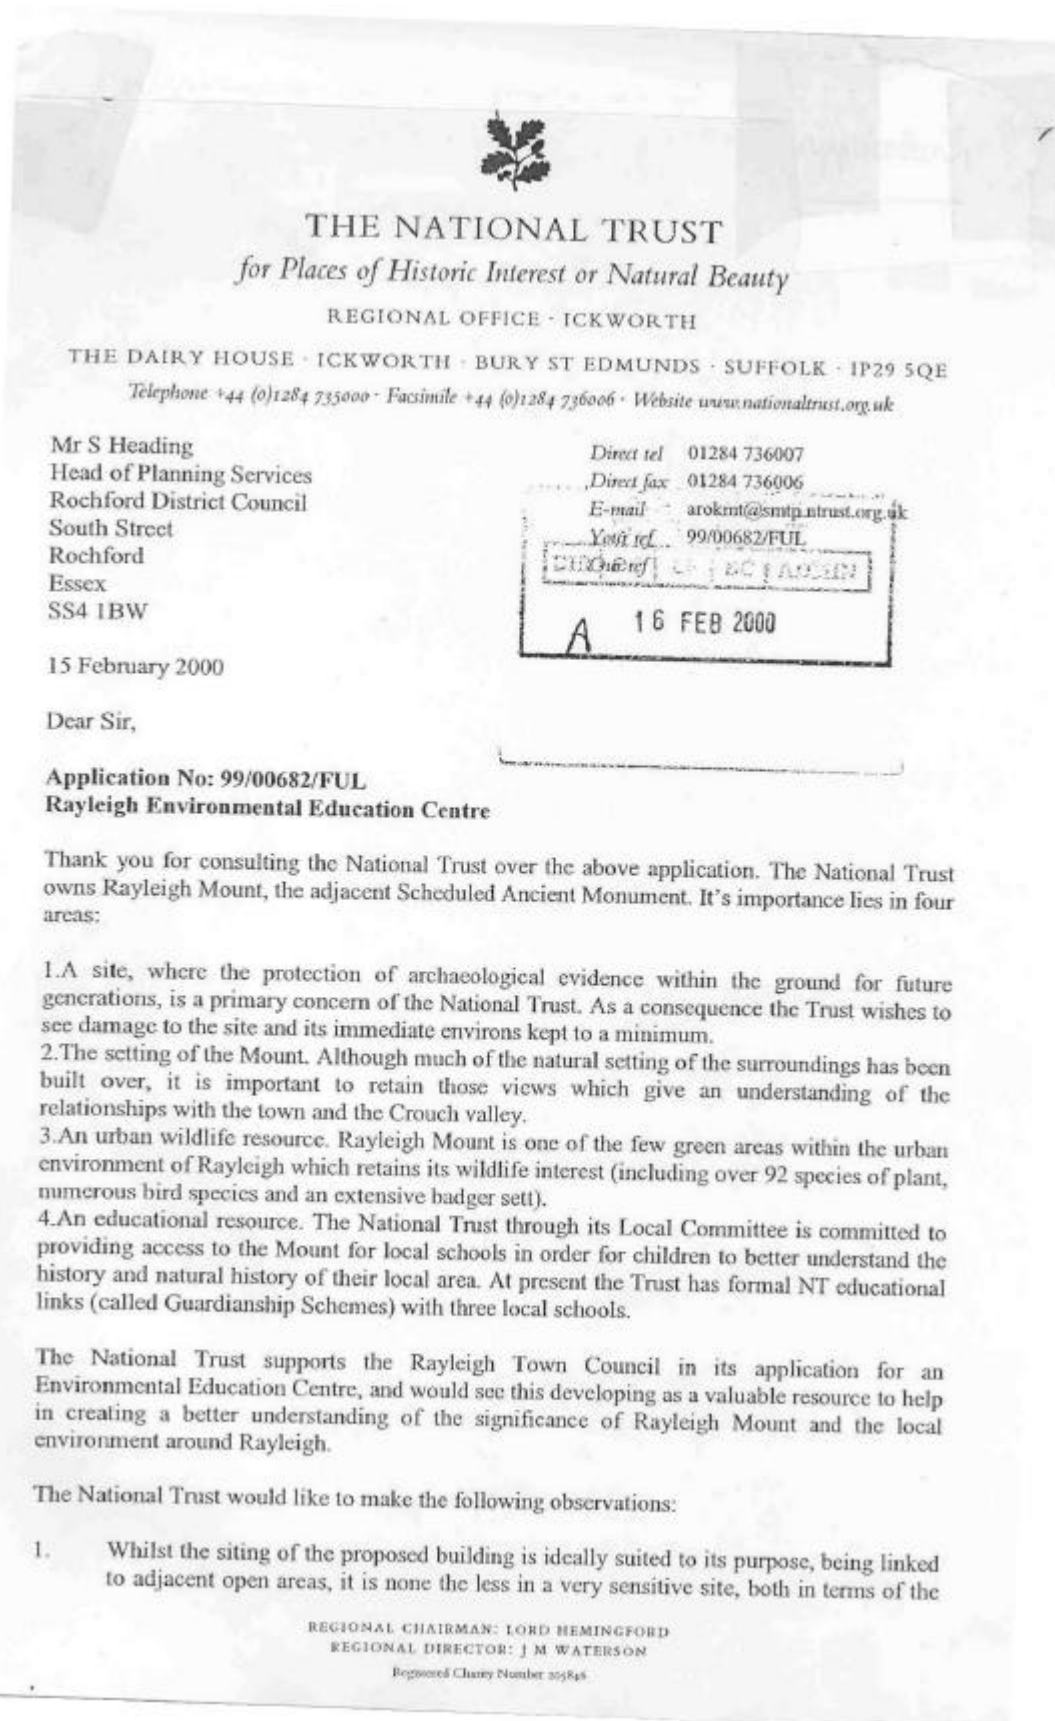 THE NATIONAL TRUST
for Places of Historic Interest or Natural Beauty
REGIONAL OFFICE · ICKWORTH
THE DAIRY HOUSE · ICKWORTH · BURY ST EDMUNDS · SUFFOLK · IP29 5QE
Telephone +44 (0)1284 735000 · Facsimile +44 (0)1284 736006 · Website www.nationaltrust.org.uk
Mr S Heading
Head of Planning Services
Rochford District Council
South Street
Rochford
Essex
SS4 1BW
Direct tel 01284 736007
Direct fax 01284 736006
E-mail arokmt@smtp.ntrust.org.uk
Your ref 99/00682/FUL
Our ref
16 FEB 2000
A
15 February 2000
Dear Sir,
Application No: 99/00682/FUL
Rayleigh Environmental Education Centre
Thank you for consulting the National Trust over the above application. The National Trust
owns Rayleigh Mount, the adjacent Scheduled Ancient Monument. It's importance lies in four
areas:
1.A site, where the protection of archaeological evidence within the ground for future
generations, is a primary concern of the National Trust. As a consequence the Trust wishes to
see damage to the site and its immediate environs kept to a minimum.
2.The setting of the Mount. Although much of the natural setting of the surroundings has been
built over, it is important to retain those views which give an understanding of the
relationships with the town and the Crouch valley.
3.An urban wildlife resource. Rayleigh Mount is one of the few green areas within the urban
environment of Rayleigh which retains its wildlife interest (including over 92 species of plant,
numerous bird species and an extensive badger sett).
4.An educational resource. The National Trust through its Local Committee is committed to
providing access to the Mount for local schools in order for children to better understand the
history and natural history of their local area. At present the Trust has formal NT educational
links (called Guardianship Schemes) with three local schools.
The National Trust supports the Rayleigh Town Council in its application for an
Environmental Education Centre, and would see this developing as a valuable resource to help
in creating a better understanding of the significance of Rayleigh Mount and the local
environment around Rayleigh.
The National Trust would like to make the following observations:
1. Whilst the siting of the proposed building is ideally suited to its purpose, being linked
to adjacent open areas, it is none the less in a very sensitive site, both in terms of the
REGIONAL CHAIRMAN: LORD HEMINGFORD
REGIONAL DIRECTOR: J M WATERSON
Registered Charity Number 205846